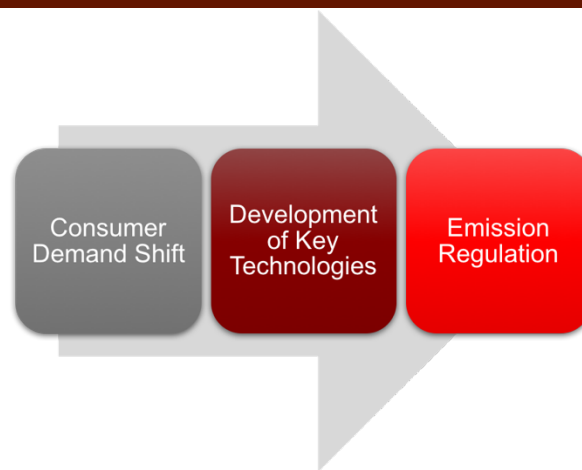 Consumer
Demand Shift
Development
of Key
Technologies
Emission
Regulation